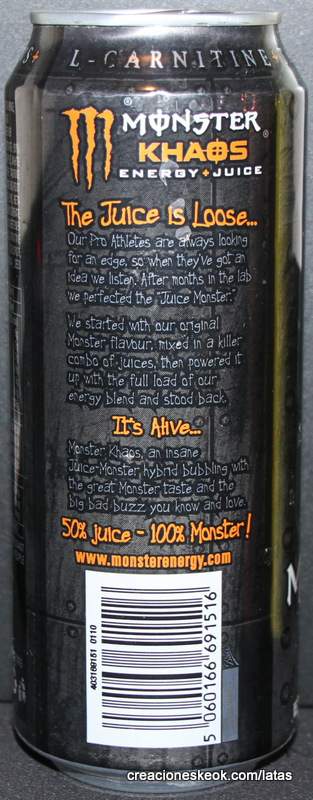 S + L-CARNITINE +
MONSTER
KHAOS
ENERGY + JUICE
The Juice is Loose...
Our Pro Athletes are always looking
for an edge, so when they've got an
idea we listen. After months in the lab
we perfected the "Juice Monster."
We started with our original
Monster flavour, mixed in a killer
combo of juices, then powered it
up with the full load of our
energy blend and stood back.
It's Alive...
Monster Khaos, an insane
Juice-Monster, hybrid bubbling with
the great Monster taste and the
big bad buzz you know and love.
50% juice - 100% Monster!
www.monsterenergy.com
403169151 0110
5 060166 691516
M
creacioneskeok.com/latas